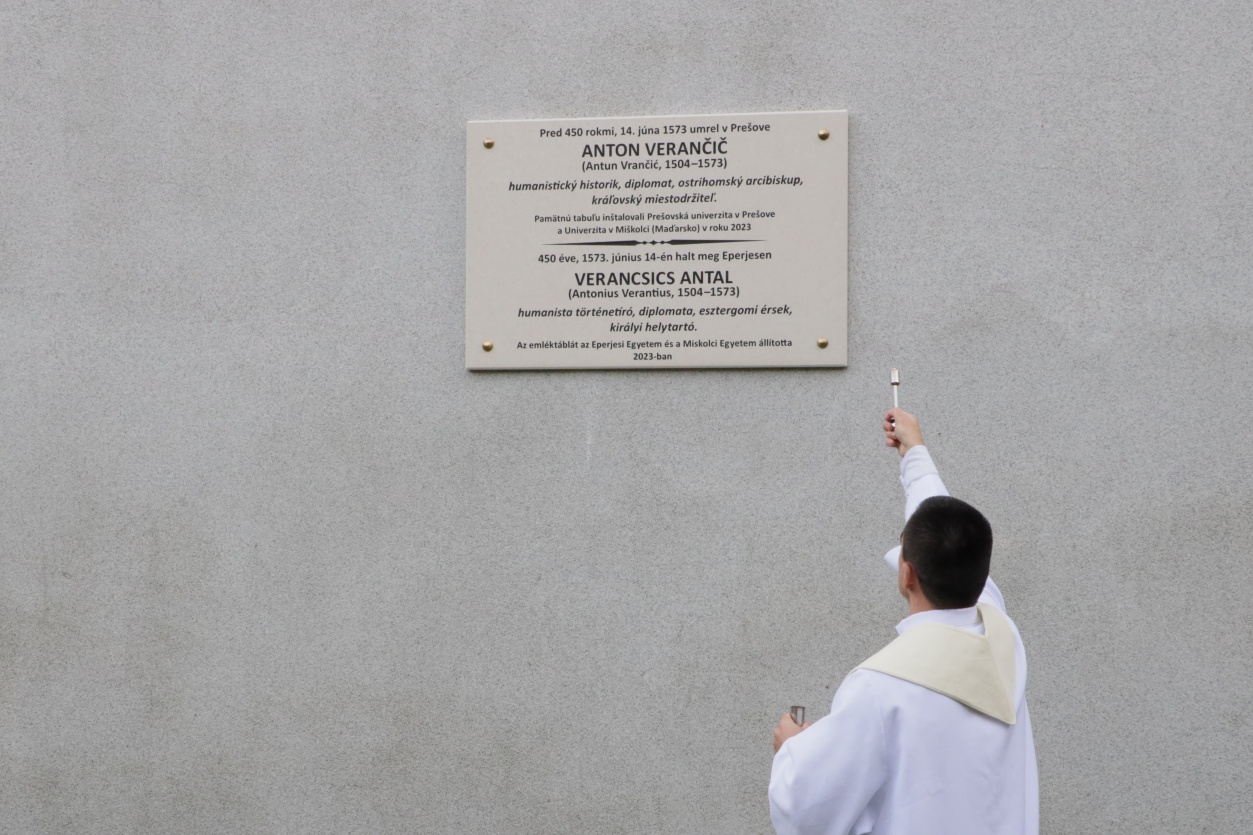 Pred 450 rokmi, 14. júna 1573 umrel v Prešove
ANTON VERANČIČ
(Antun Vrančić, 1504–1573)
humanistický historik, diplomat, ostrihomský arcibiskup,
kráľovský miestodržiteľ.
Pamätnú tabuľu inštalovali Prešovská univerzita v Prešove
a Univerzita v Miškolci (Maďarsko) v roku 2023
450 éve, 1573. június 14-én halt meg Eperjesen
VERANCSICS ANTAL
(Antonius Verantius, 1504–1573)
humanista történetíró, diplomata, esztergomi érsek,
királyi helytartó.
Az emléktáblát az Eperjesi Egyetem és a Miskolci Egyetem állította
2023-ban